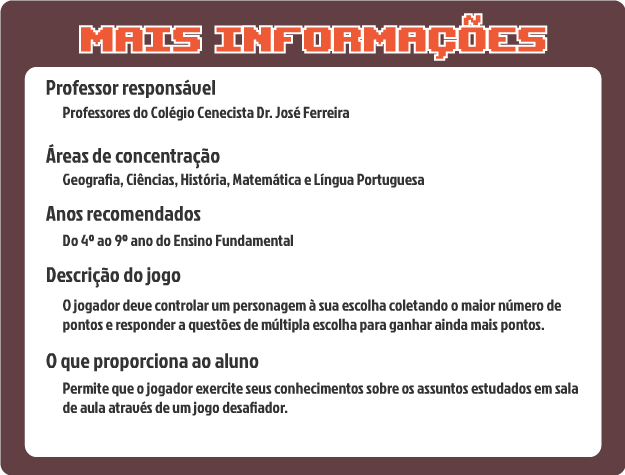 MAIS INFORMAÇÕES
Professor responsável
Professores do Colégio Cenecista Dr. José Ferreira
Áreas de concentração
Geografia, Ciências, História, Matemática e Língua Portuguesa
Anos recomendados
Do 4º ao 9º ano do Ensino Fundamental
Descrição do jogo
O jogador deve controlar um personagem à sua escolha coletando o maior número de
pontos e responder a questões de múltipla escolha para ganhar ainda mais pontos.
O que proporciona ao aluno
Permite que o jogador exercite seus conhecimentos sobre os assuntos estudados em sala
de aula através de um jogo desafiador.